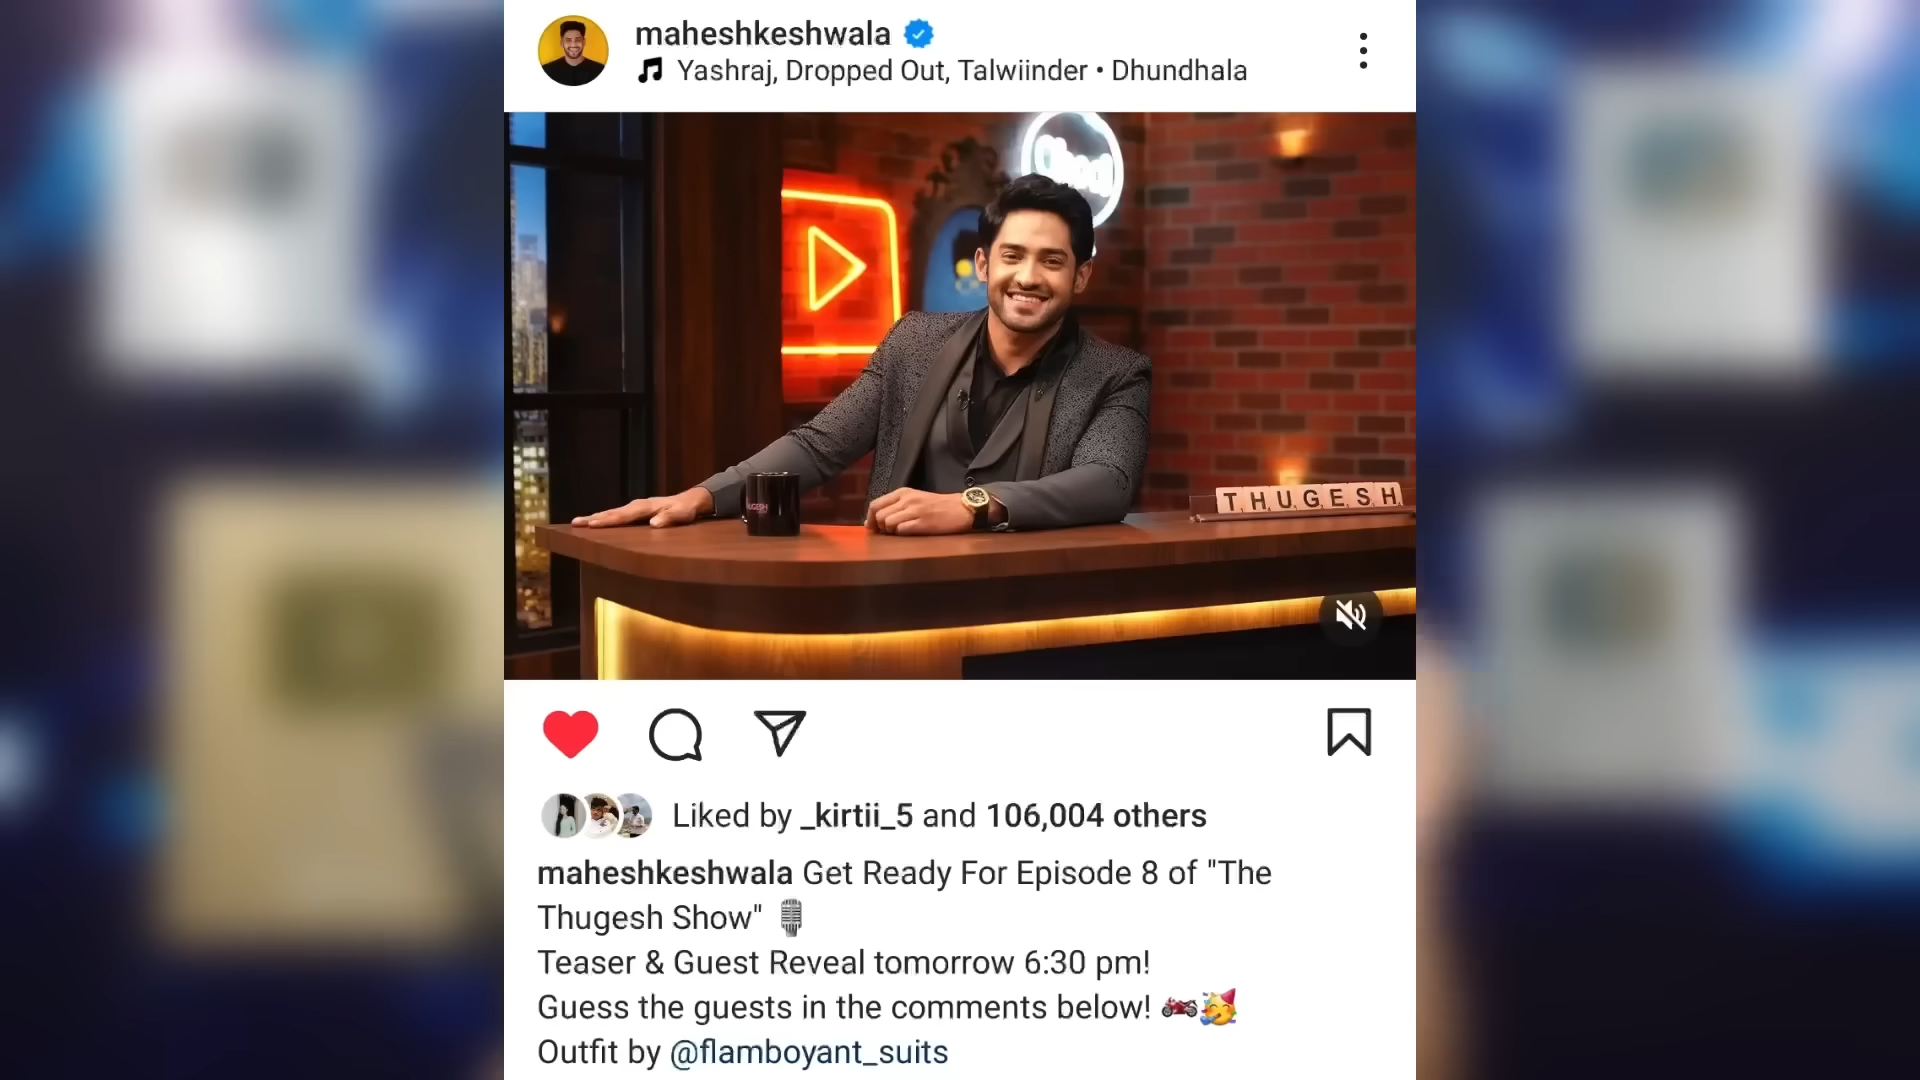 maheshkeshwala
Yashraj, Dropped Out, Talwiinder • Dhundhala
THUGESH
Liked by _kirtii_5 and 106,004 others
maheshkeshwala Get Ready For Episode 8 of "The
Thugesh Show" 🎙️
Teaser & Guest Reveal tomorrow 6:30 pm!
Guess the guests in the comments below! 🏍️🥳
Outfit by @flamboyant_suits